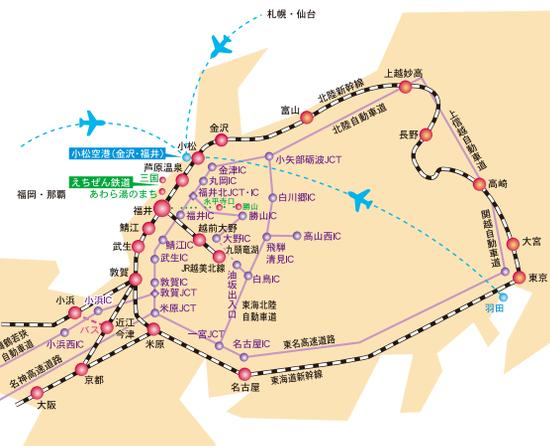 札幌・仙台
上越妙高
北陸新幹線
富山
北陸自動車道
上信越自動車道
金沢
小松
長野
小松空港(金沢・福井)
小矢部砺波JCT
芦原温泉
金津IC
丸岡IC
えちぜん鉄道
三国
あわら湯のまち
福井北JCT・IC
永平寺口
勝山
白川郷IC
高崎
福岡・那覇
福井
福井IC
勝山IC
関越自動車道
鯖江
越前大野
大野IC
高山西IC
大宮
武生
鯖江IC
九頭竜湖
飛騨
清見IC
武生IC
JR越美北線
油坂出入口
白鳥IC
敦賀
東京
敦賀IC
敦賀JCT
羽田
小浜
小浜IC
米原JCT
東海北陸
自動車道
バス
近江
今津
舞鶴若狭
自動車道
小浜西IC
米原
一宮JCT
名古屋IC
東名高速道路
名神高速道路
京都
名古屋
東海道新幹線
大阪